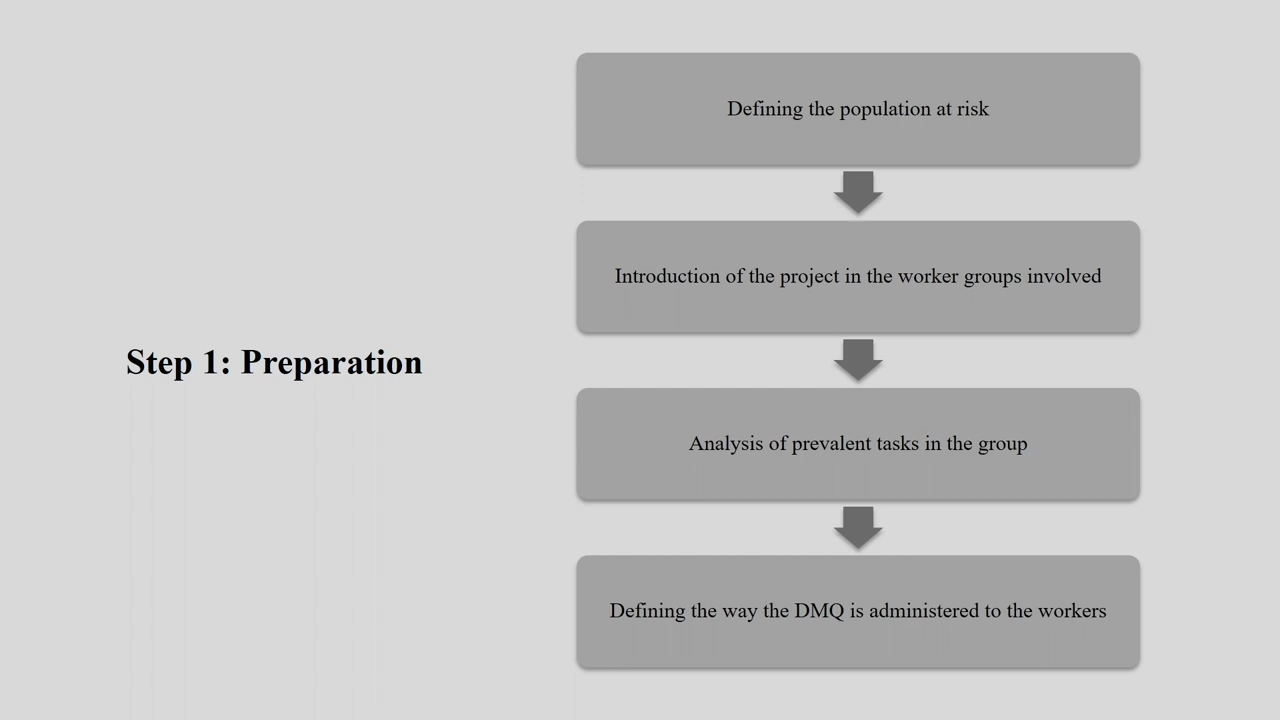 Step 1: Preparation
Defining the population at risk
Introduction of the project in the worker groups involved
Analysis of prevalent tasks in the group
Defining the way the DMQ is administered to the workers